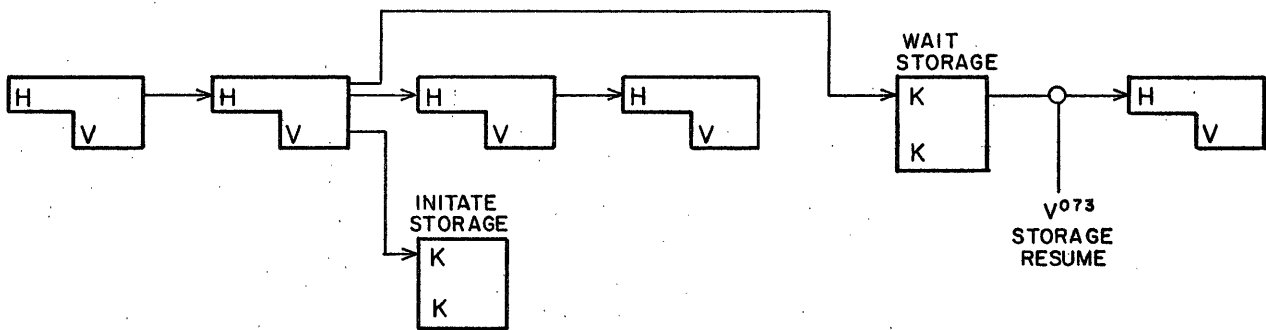 WAIT
STORAGE
H
V
H
V
H
V
H
V
K
K
H
V
INITATE
STORAGE
K
K
V073
STORAGE
RESUME